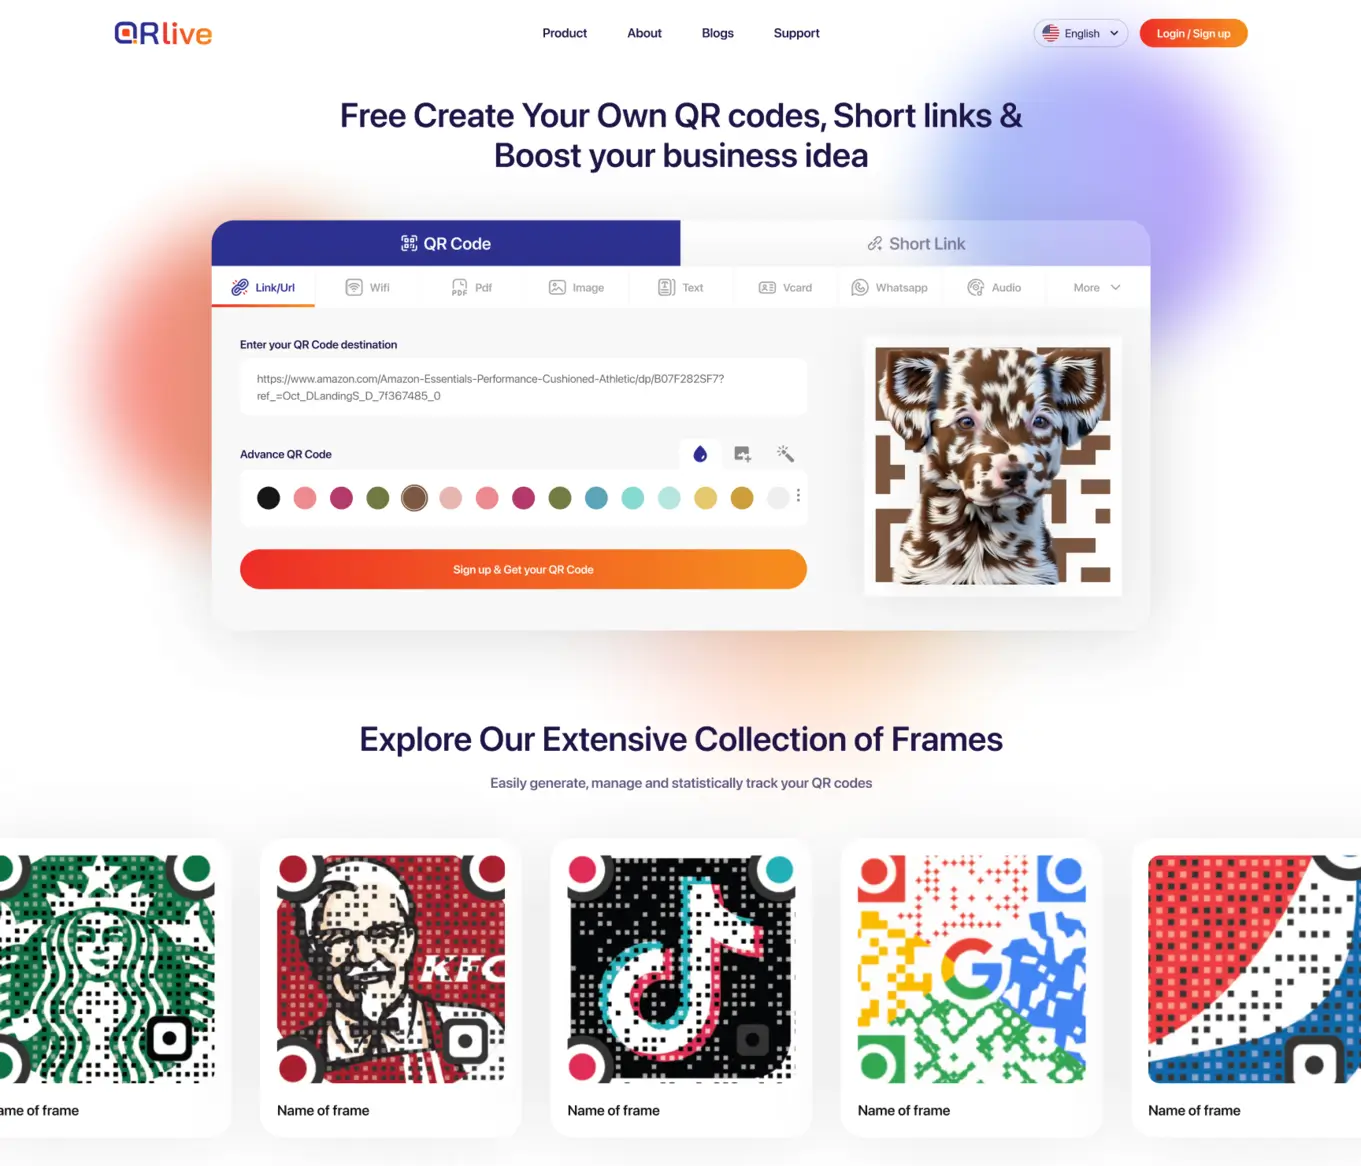 QRlive
Product
About
Blogs
Support
English
Login / Sign up
Free Create Your Own QR codes, Short links &
Boost your business idea
QR Code
Short Link
Link/Url
Wifi
PDF
Pdf
Image
Text
Vcard
Whatsapp
Audio
More
Enter your QR Code destination
https://www.amazon.com/Amazon-Essentials-Performance-Cushioned-Athletic/dp/B07F282SF7?
ref_=Oct_DLandingS_D_7f367485_0
Advance QR Code
Sign up & Get your QR Code
Explore Our Extensive Collection of Frames
Easily generate, manage and statistically track your QR codes
KFC
G
ame of frame
Name of frame
Name of frame
Name of frame
Name of frame